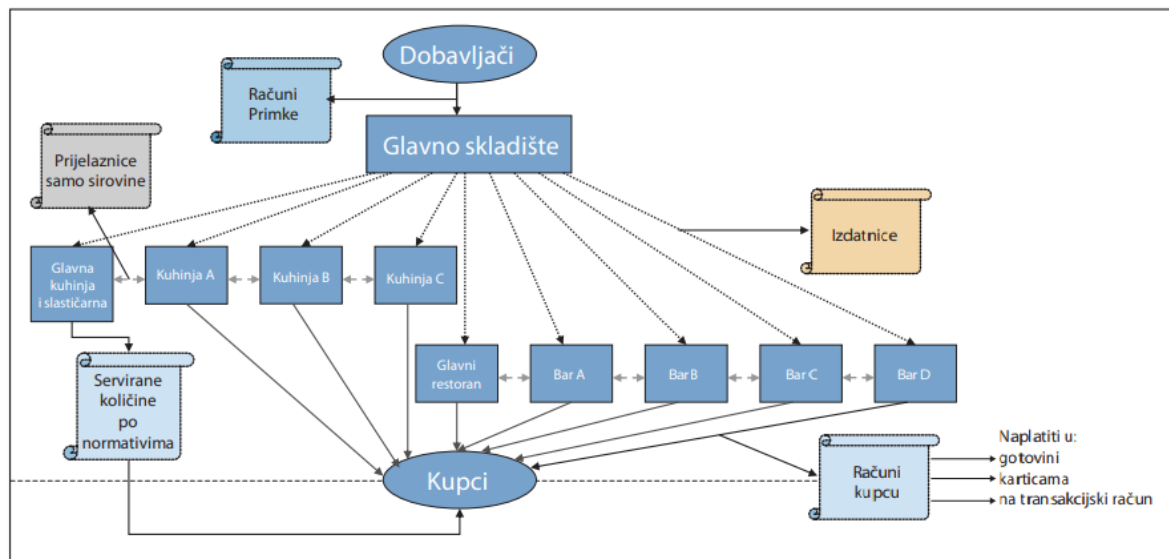 Dobavljači
Računi
Primke
Glavno skladište
Prijelaznice
samo sirovine
Izdatnice
Glavna
kuhinja
i slastičarna
Kuhinja A
Kuhinja B
Kuhinja C
Glavni
restoran
Bar A
Bar B
Bar C
Bar D
Servirane
količine
po
normativima
Kupci
Računi
kupcu
Naplatiti u:
gotovini
karticama
na transakcijski račun